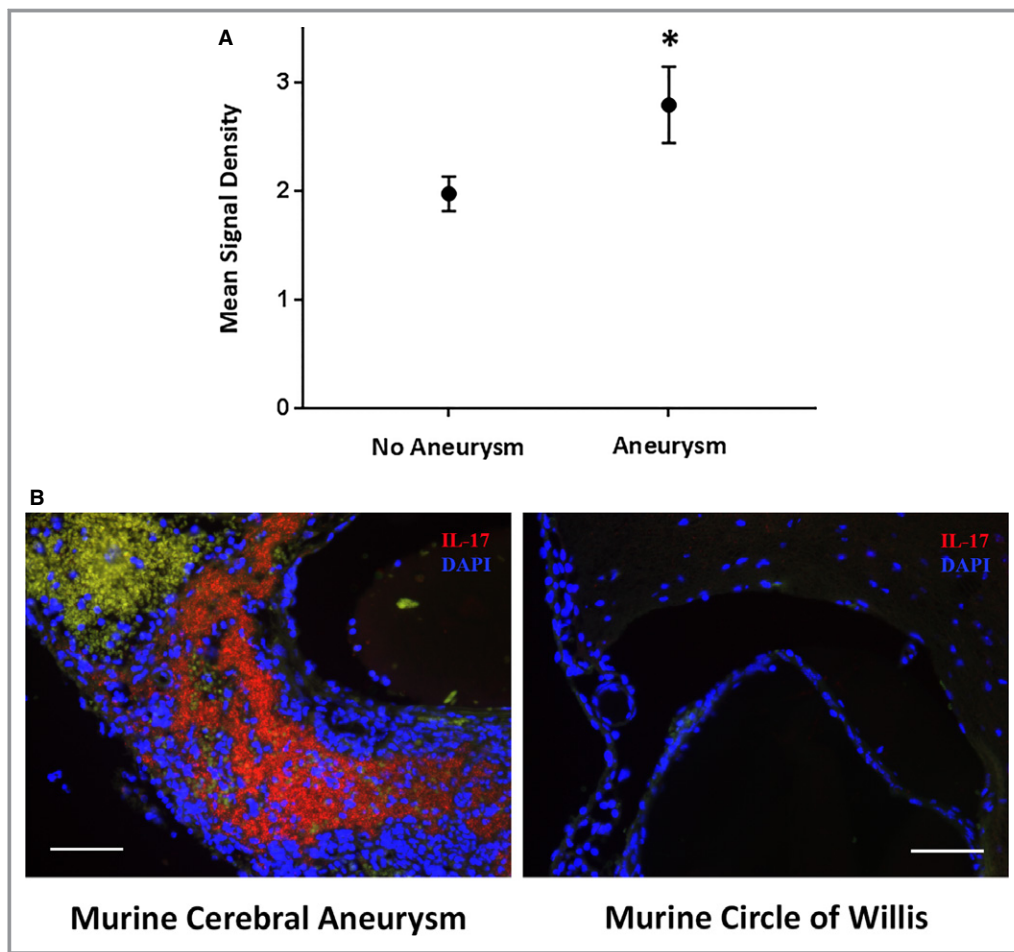 A
*
3
2
1
0
Mean Signal Density
No Aneurysm
Aneurysm
B
IL-17
DAPI
IL-17
DAPI
Murine Cerebral Aneurysm
Murine Circle of Willis